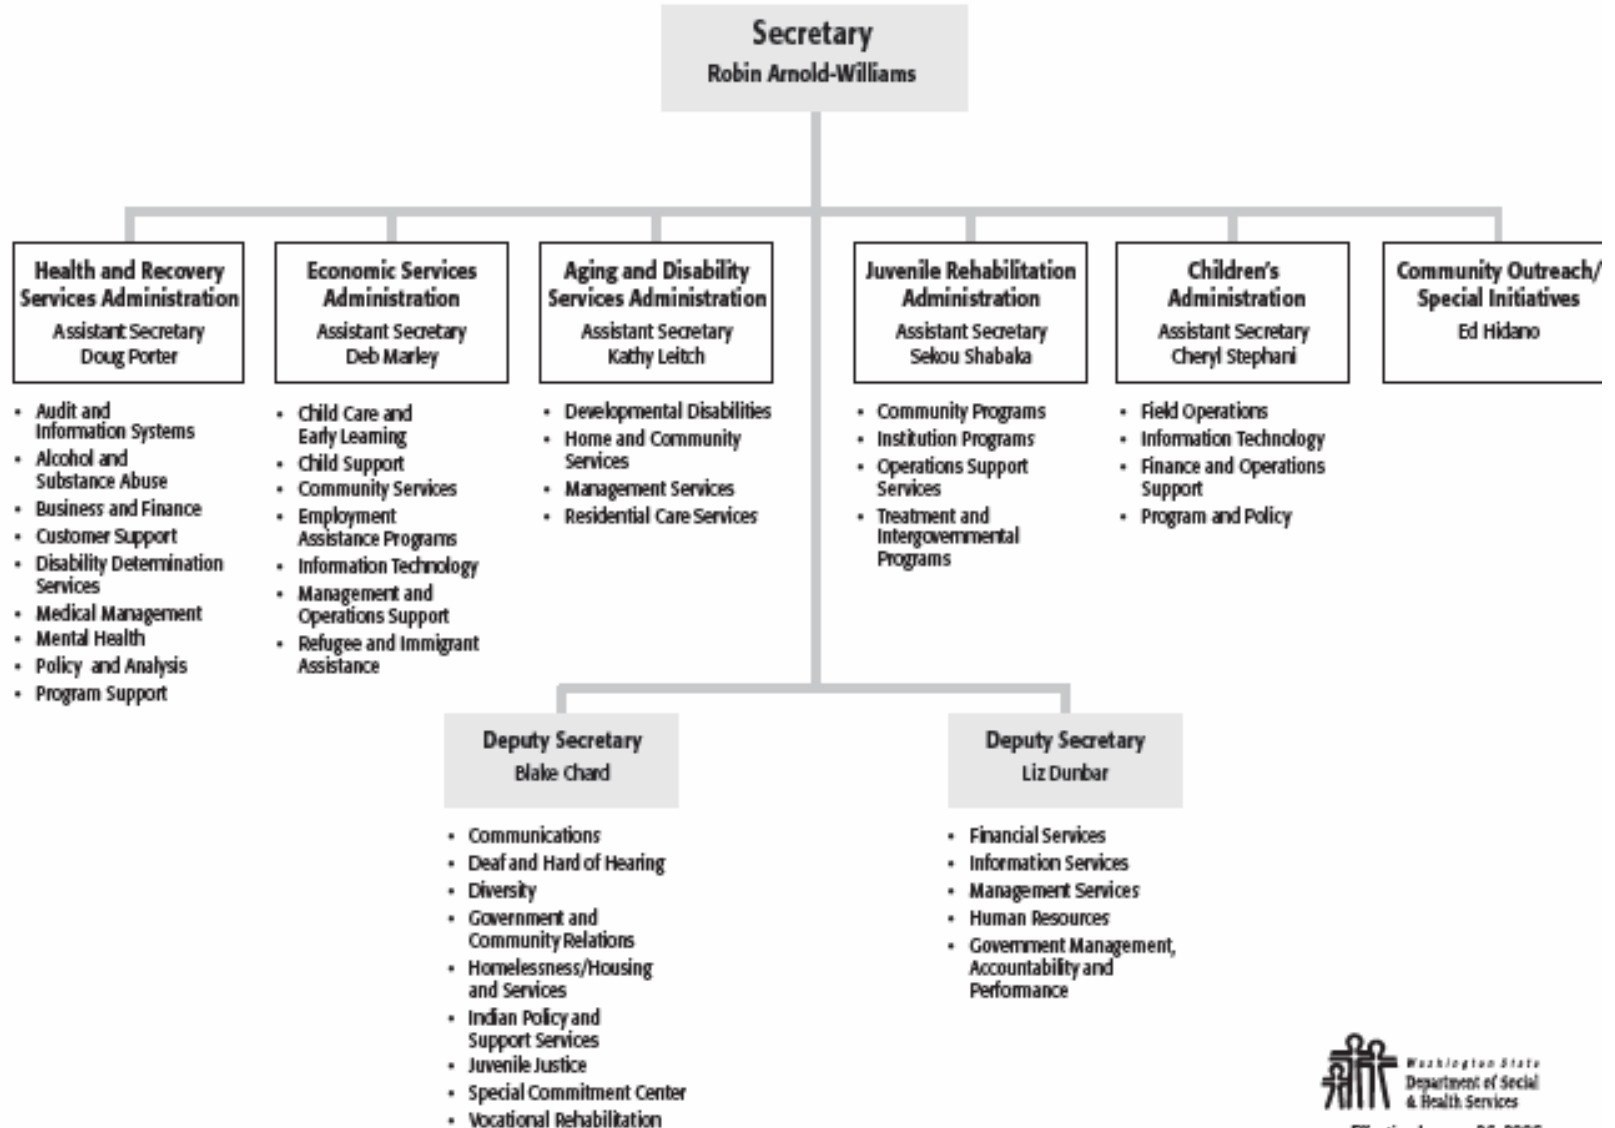 Secretary
Robin Arnold-Williams
Health and Recovery
Services Administration
Assistant Secretary
Doug Porter
• Audit and
Information Systems
• Alcohol and
Substance Abuse
• Business and Finance
• Customer Support
• Disability Determination
Services
• Medical Management
• Mental Health
• Policy and Analysis
• Program Support
Economic Services
Administration
Assistant Secretary
Deb Marley
• Child Care and
Early Learning
• Child Support
• Community Services
• Employment
Assistance Programs
• Information Technology
• Management and
Operations Support
• Refugee and Immigrant
Assistance
Aging and Disability
Services Administration
Assistant Secretary
Kathy Leitch
• Developmental Disabilities
• Home and Community
Services
• Management Services
• Residential Care Services
Juvenile Rehabilitation
Administration
Assistant Secretary
Sekou Shabaka
• Community Programs
• Institution Programs
• Operations Support
Services
• Treatment and
Intergovernmental
Programs
Children's
Administration
Assistant Secretary
Cheryl Stephani
• Field Operations
• Information Technology
• Finance and Operations
Support
• Program and Policy
Community Outreach/
Special Initiatives
Ed Hidano
Deputy Secretary
Blake Chard
• Communications
• Deaf and Hard of Hearing
• Diversity
• Government and
Community Relations
• Homelessness/Housing
and Services
• Indian Policy and
Support Services
• Juvenile Justice
• Special Commitment Center
• Vocational Rehabilitation
Deputy Secretary
Liz Dunbar
• Financial Services
• Information Services
• Management Services
• Human Resources
• Government Management,
Accountability and
Performance
Washington State
Department of Social
& Health Services